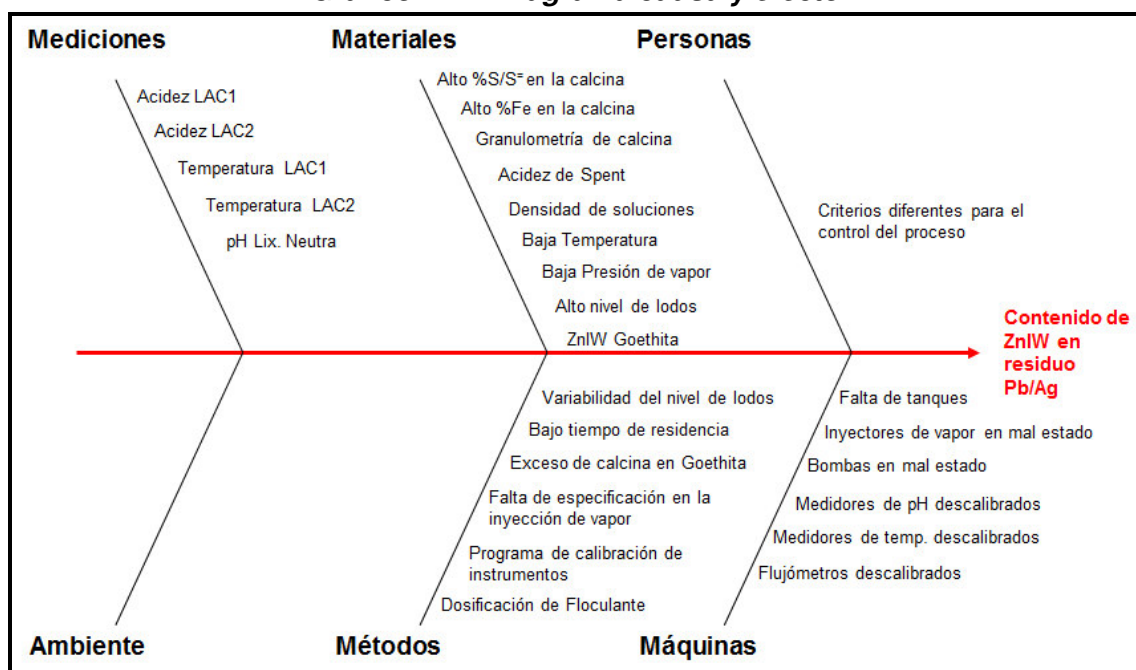 Mediciones
Materiales
Personas
Acidez LAC1
Acidez LAC2
Temperatura LAC1
Temperatura LAC2
pH Lix. Neutra
Alto %S/S= en la calcina
Alto %Fe en la calcina
Granulometría de calcina
Acidez de Spent
Densidad de soluciones
Baja Temperatura
Baja Presión de vapor
Alto nivel de lodos
ZnIW Goethita
Criterios diferentes para el
control del proceso
Contenido de
ZnIW en
residuo
Pb/Ag
Variabilidad del nivel de lodos
Bajo tiempo de residencia
Exceso de calcina en Goethita
Falta de especificación en la
inyección de vapor
Programa de calibración de
instrumentos
Dosificación de Floculante
Falta de tanques
Inyectores de vapor en mal estado
Bombas en mal estado
Medidores de pH descalibrados
Medidores de temp. descalibrados
Flujómetros descalibrados
Ambiente
Métodos
Máquinas